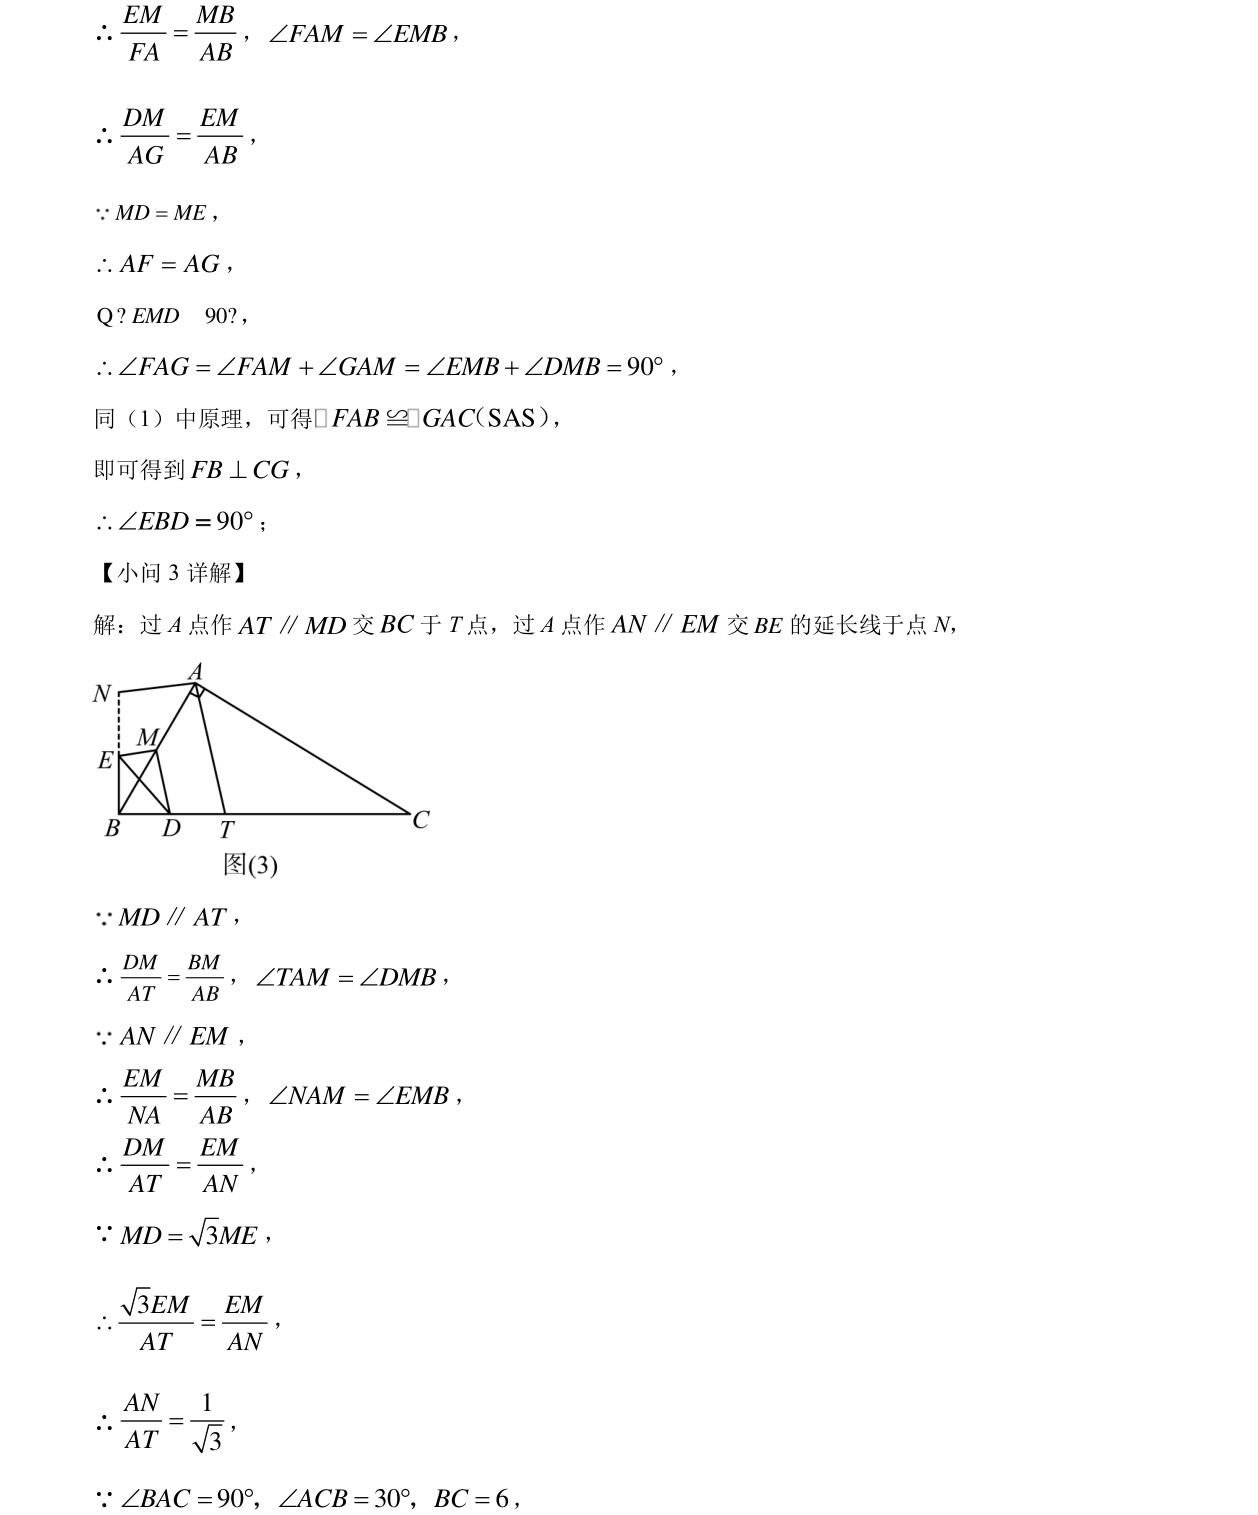 ∴ EM/FA = MB/AB，∠FAM = ∠EMB，
∴ DM/AG = EM/AB，
∵ MD = ME，
∴ AF = AG，
Q ? EMD 90?，
∴ ∠FAG = ∠FAM + ∠GAM = ∠EMB + ∠DMB = 90°，
同（1）中原理，可得□FAB ≌□GAC（SAS），
即可得到 FB ⊥ CG，
∴ ∠EBD = 90°；
【小问 3 详解】
解：过 A 点作 AT ∥ MD 交 BC 于 T 点，过 A 点作 AN ∥ EM 交 BE 的延长线于点 N，
A
N
M
E
B D T C
图(3)
∵ MD ∥ AT，
∴ DM/AT = BM/AB，∠TAM = ∠DMB，
∵ AN ∥ EM，
∴ EM/NA = MB/AB，∠NAM = ∠EMB，
∴ DM/AT = EM/AN，
∵ MD = √3ME，
∴ √3EM/AT = EM/AN，
∴ AN/AT = 1/√3，
∵ ∠BAC = 90°，∠ACB = 30°，BC = 6，